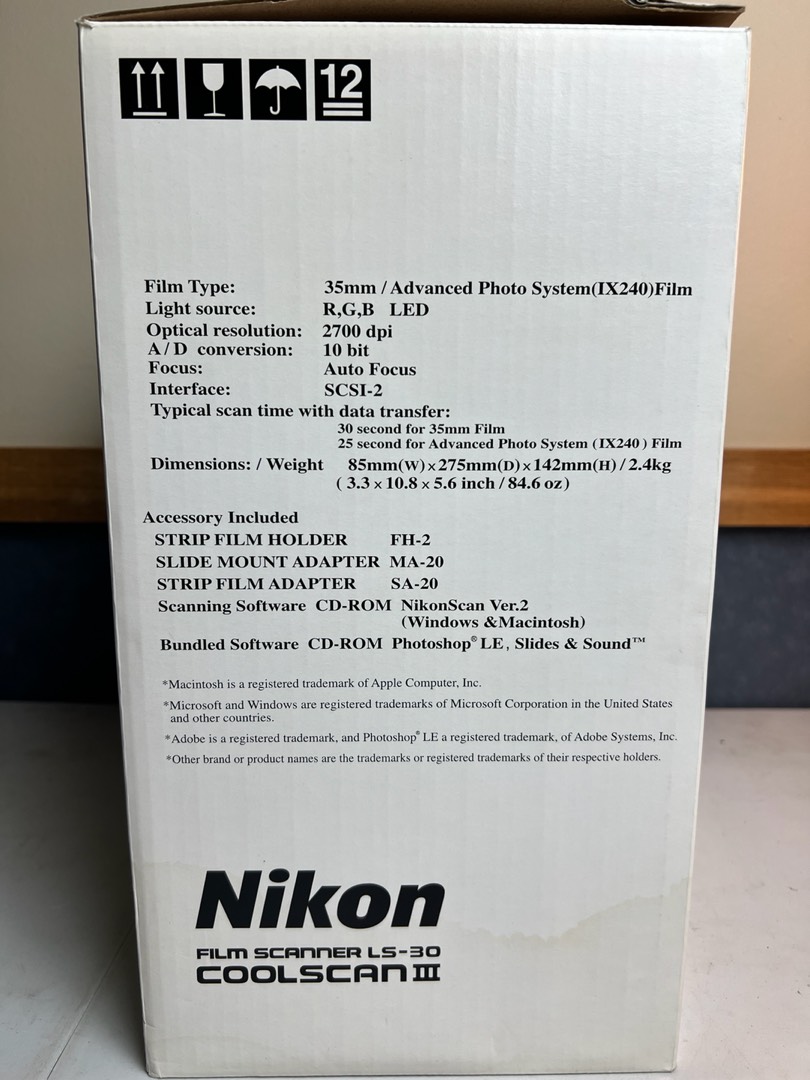 12
Film Type: 35mm / Advanced Photo System(IX240)Film
Light source: R,G,B LED
Optical resolution: 2700 dpi
A/D conversion: 10 bit
Focus: Auto Focus
Interface: SCSI-2
Typical scan time with data transfer:
30 second for 35mm Film
25 second for Advanced Photo System (IX240) Film
Dimensions: / Weight 85mm(W)×275mm(D)×142mm(H)/2.4kg
(3.3×10.8×5.6 inch/84.6 oz)
Accessory Included
STRIP FILM HOLDER FH-2
SLIDE MOUNT ADAPTER MA-20
STRIP FILM ADAPTER SA-20
Scanning Software CD-ROM NikonScan Ver.2
(Windows &Macintosh)
Bundled Software CD-ROM Photoshop® LE, Slides & Sound™
*Macintosh is a registered trademark of Apple Computer, Inc.
*Microsoft and Windows are registered trademarks of Microsoft Corporation in the United States
and other countries.
*Adobe is a registered trademark, and Photoshop® LE a registered trademark, of Adobe Systems, Inc.
*Other brand or product names are the trademarks or registered trademarks of their respective holders.
Nikon
FILM SCANNER LS-30
COOLSCAN III